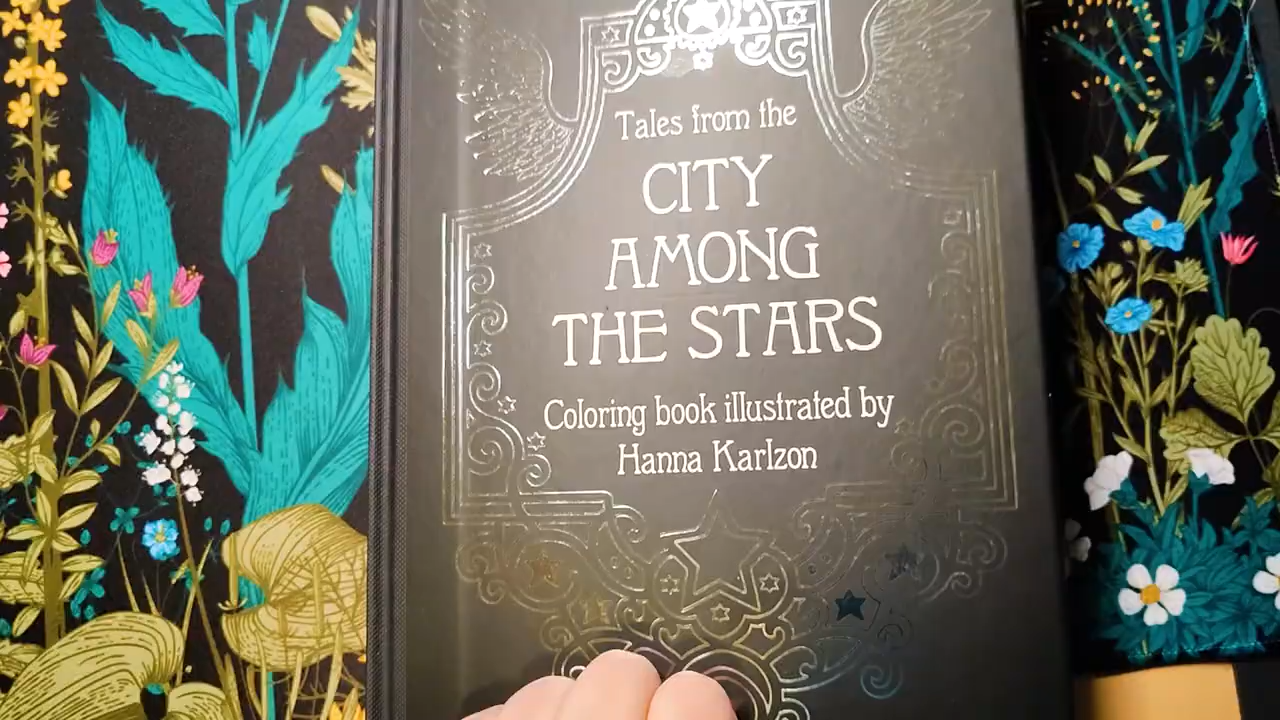 Tales from the
CITY
AMONG
THE STARS
Coloring book illustrated by
Hanna Karlzon